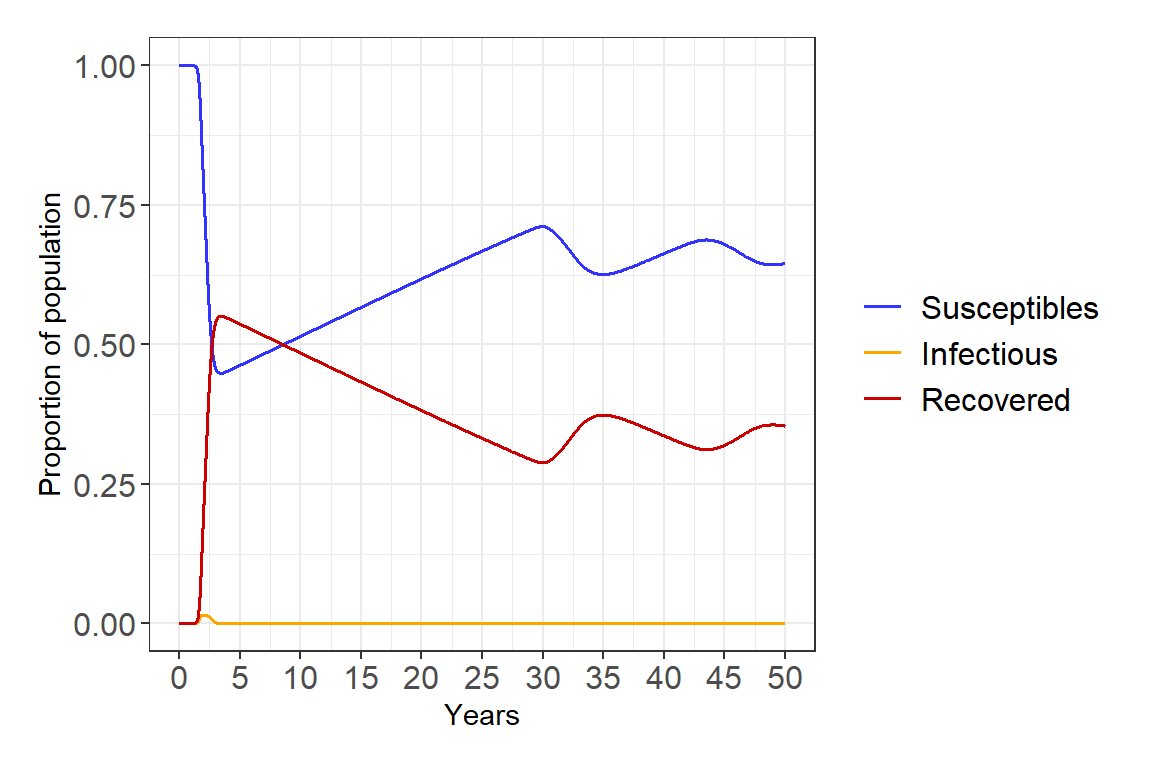 1.00
0.75
0.50
0.25
0.00
Proportion of population
0 5 10 15 20 25 30 35 40 45 50
Years
Susceptibles
Infectious
Recovered